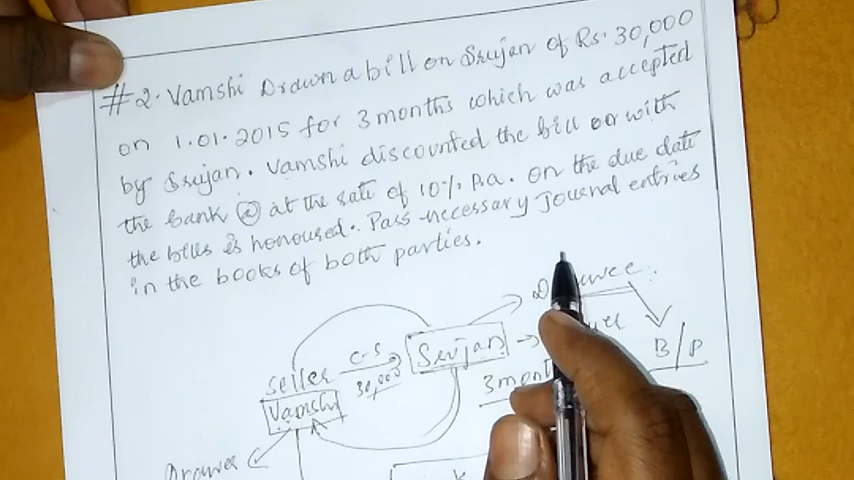 #2. Vamshi Drawn a bill on Srujan of Rs. 30,000
on 1.01.2015 for 3 months which was accepted
by Srujan. Vamshi discounted the bill with
the bank @ at the rate of 10% P.a. on the due date
the bills is honoured. Pass necessary journal entries
in the books of both parties.
Seller
C.S
30,000
Srujan
3 mont
B/P
Vamshi
Drawer